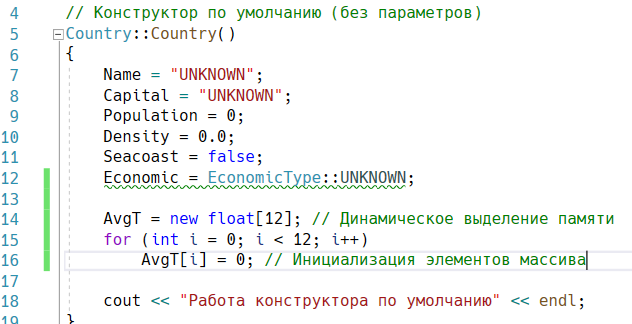 4 // Конструктор по умолчанию (без параметров)
5 Country::Country()
6 {
7 Name = "UNKNOWN";
8 Capital = "UNKNOWN";
9 Population = 0;
10 Density = 0.0;
11 Seacoast = false;
12 Economic = EconomicType::UNKNOWN;
13
14 AvgT = new float[12]; // Динамическое выделение памяти
15 for (int i = 0; i < 12; i++)
16 AvgT[i] = 0; // Инициализация элементов массива
17
18 cout << "Работа конструктора по умолчанию" << endl;
19 }